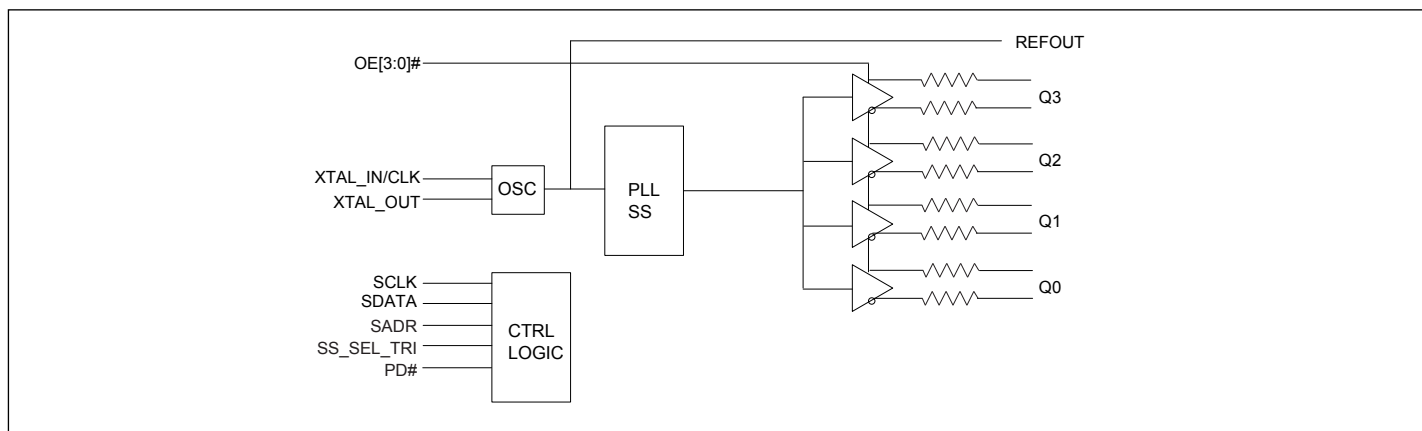 REFOUT
OE[3:0]#
Q3
Q2
XTAL_IN/CLK
XTAL_OUT
OSC
PLL
SS
Q1
Q0
SCLK
SDATA
SADR
SS_SEL_TRI
PD#
CTRL
LOGIC